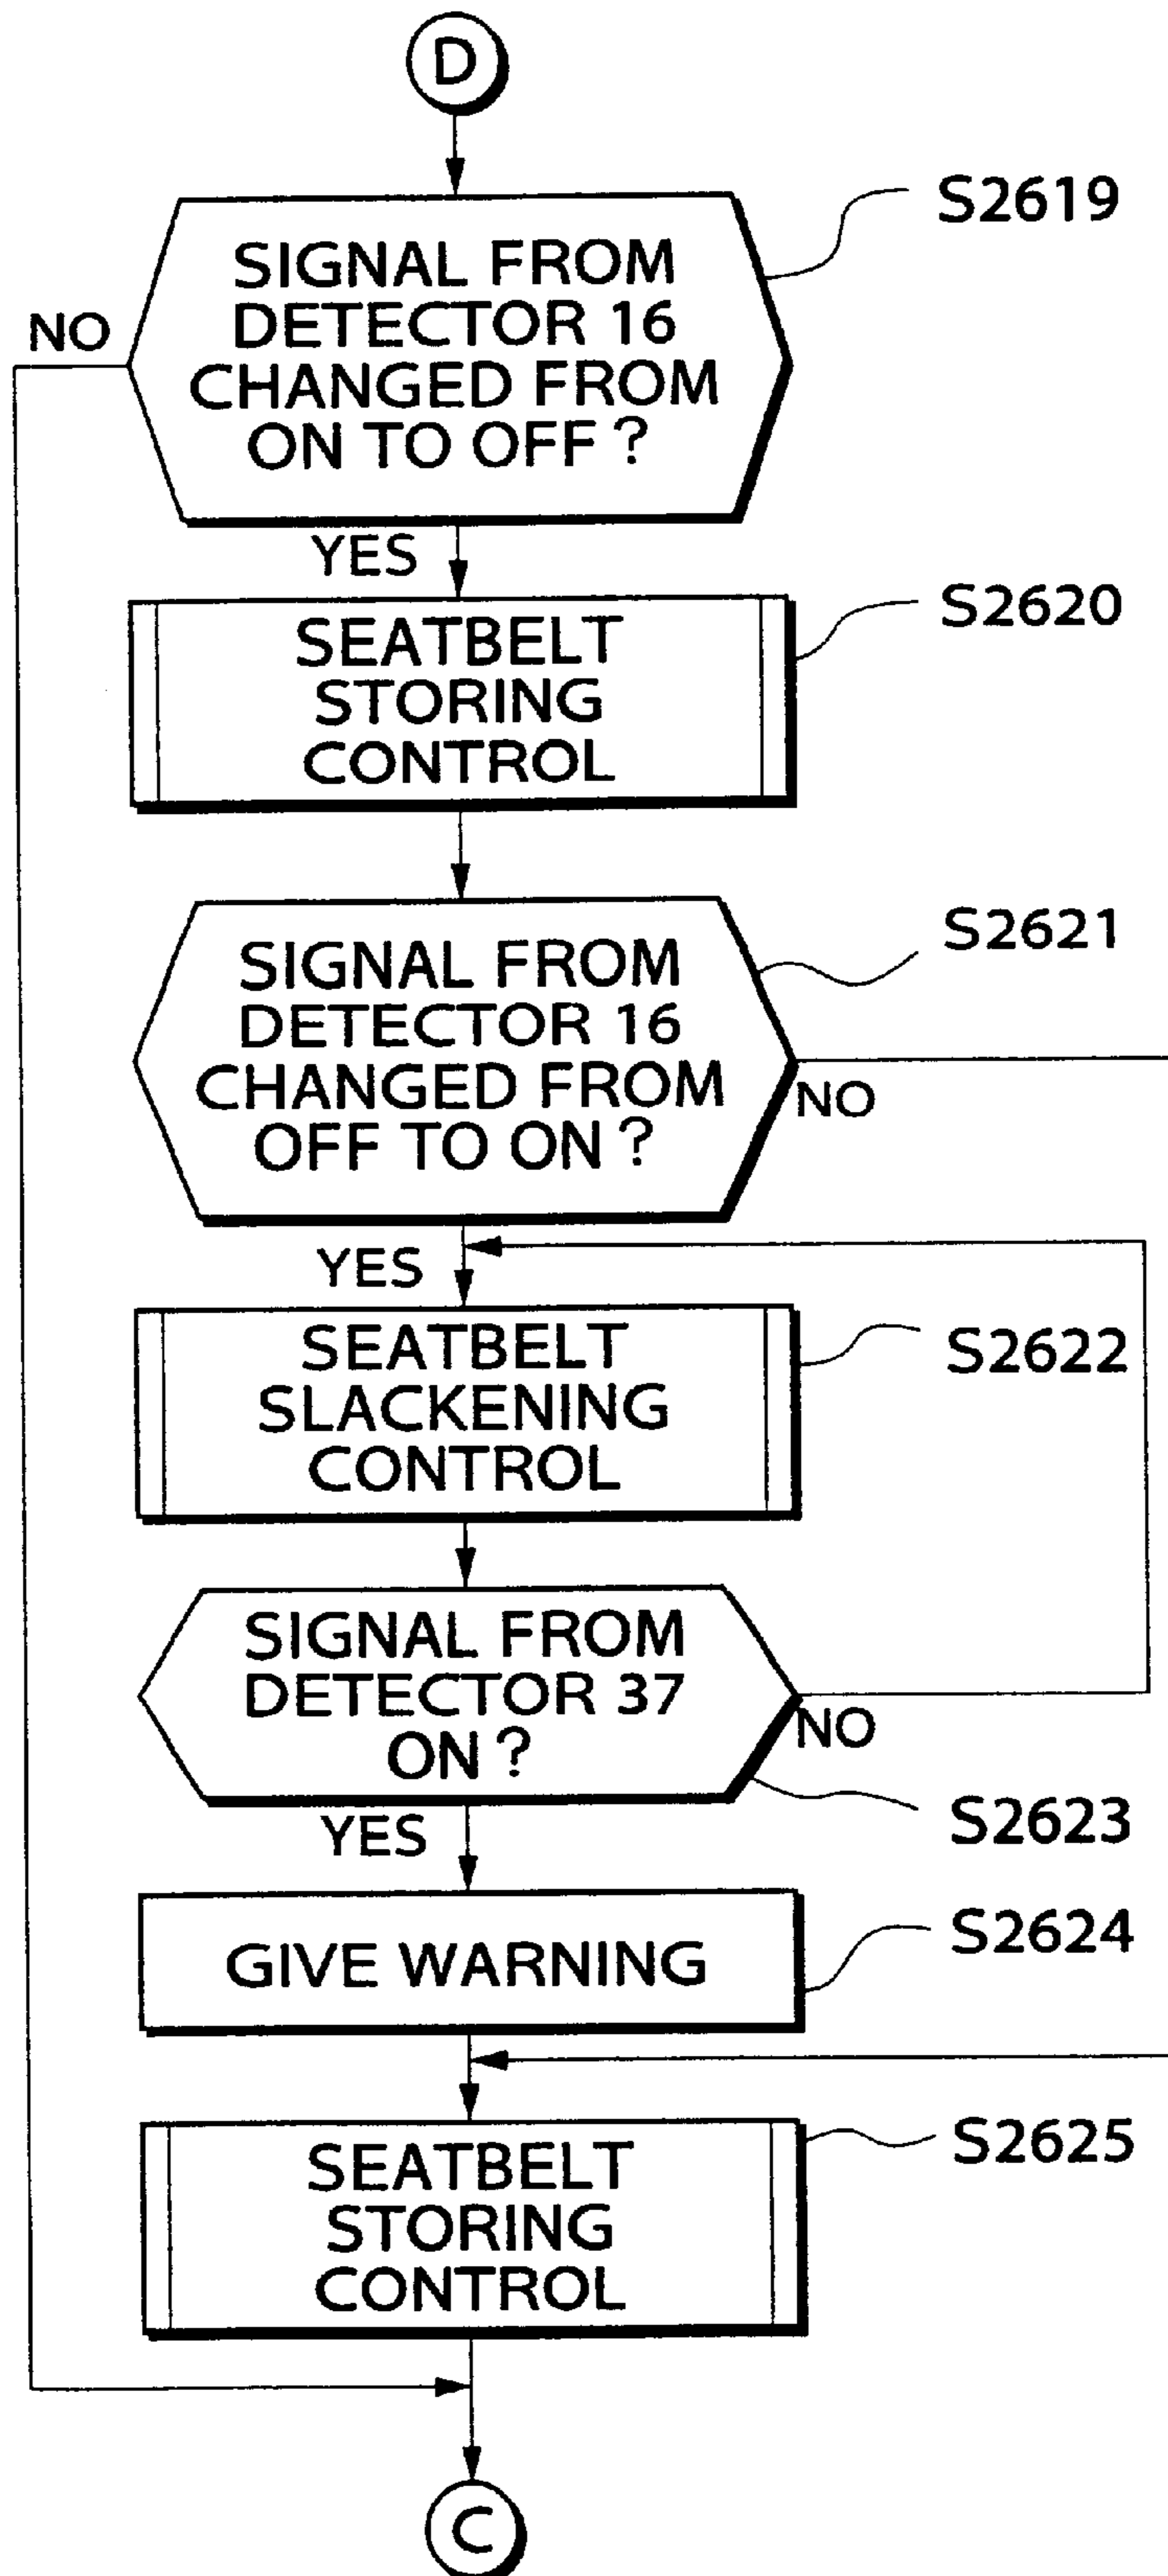 D
S2619
SIGNAL FROM
DETECTOR 16
CHANGED FROM
ON TO OFF ?
NO
YES
S2620
SEATBELT
STORING
CONTROL
S2621
SIGNAL FROM
DETECTOR 16
CHANGED FROM
OFF TO ON ?
NO
YES
S2622
SEATBELT
SLACKENING
CONTROL
SIGNAL FROM
DETECTOR 37
ON ?
NO
S2623
YES
S2624
GIVE WARNING
S2625
SEATBELT
STORING
CONTROL
C